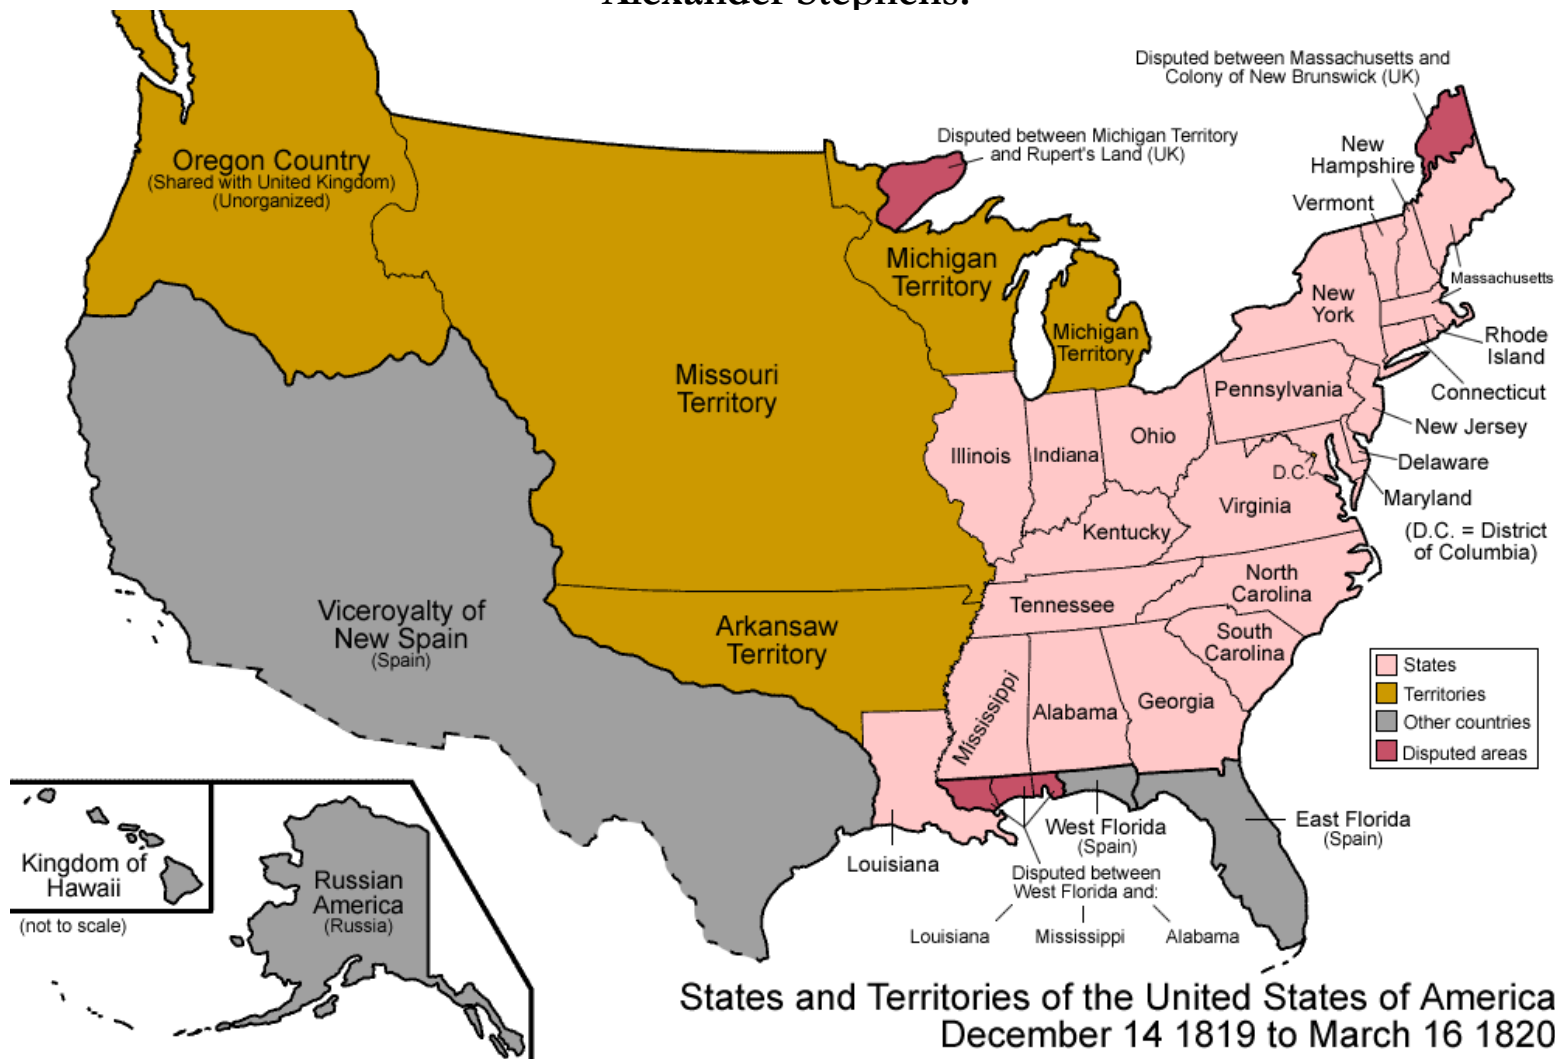 Alexander Stephens.
Disputed between Massachusetts and
Colony of New Brunswick (UK)
Disputed between Michigan Territory
and Rupert's Land (UK)
New
Hampshire
Vermont
Oregon Country
(Shared with United Kingdom)
(Unorganized)
Michigan
Territory
Massachusetts
New
York
Michigan
Territory
Rhode
Island
Missouri
Territory
Pennsylvania
Connecticut
New Jersey
Ohio
Illinois
Indiana
D.C.
Delaware
Maryland
Virginia
Kentucky
(D.C. = District
of Columbia)
North
Carolina
Tennessee
Viceroyalty of
New Spain
(Spain)
Arkansaw
Territory
South
Carolina
States
Territories
Other countries
Disputed areas
Mississippi
Alabama
Georgia
West Florida
(Spain)
East Florida
(Spain)
Louisiana
Disputed between
West Florida and:
Louisiana
Mississippi
Alabama
Kingdom of
Hawaii
(not to scale)
Russian
America
(Russia)
States and Territories of the United States of America
December 14 1819 to March 16 1820